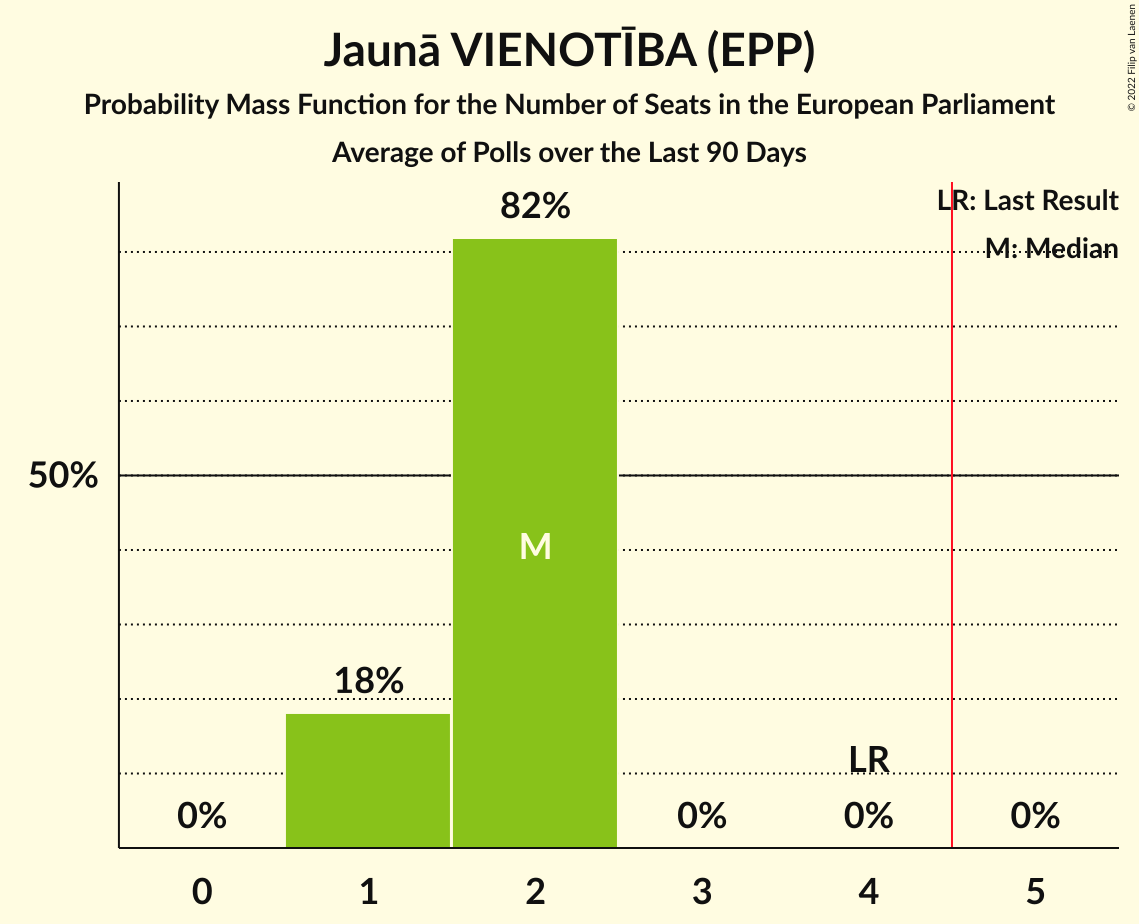 Jaunā VIENOTĪBA (EPP)
Probability Mass Function for the Number of Seats in the European Parliament
Average of Polls over the Last 90 Days
© 2022 Filip van Laenen
LR: Last Result
M: Median
82%
50%
M
18%
LR
0%
0%
0%
0%
0 1 2 3 4 5